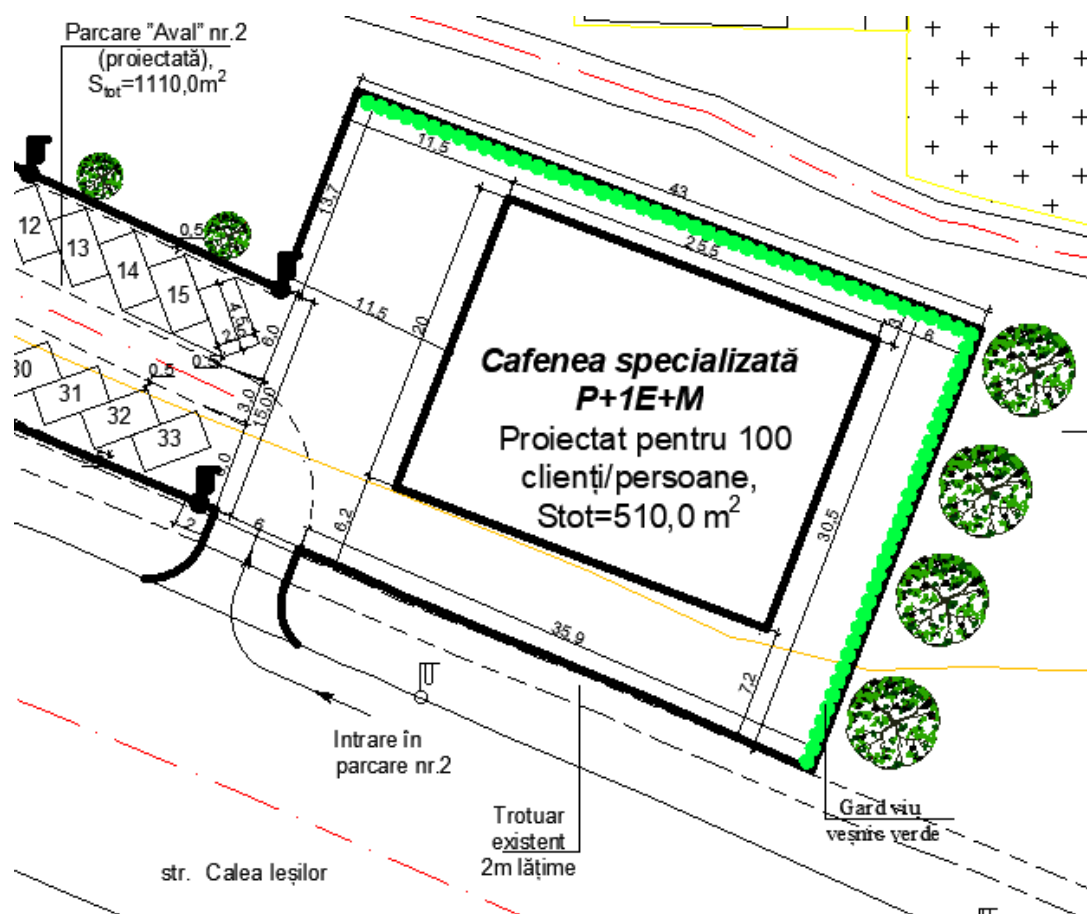 Parcare "Aval" nr.2
(proiectată),
Stot=1110,0m²
43
11,5
13,7
25,5
3
6
0.5
12
13
14
15
4.5
6,0
11,5
20
Cafenea specializată
P+1E+M
Proiectat pentru 100
clienți/persoane,
Stot=510,0 m²
0.5
0.5
3,0
15,00
31
32
33
30,5
2
6
6,2
35,9
7,2
Intrare în
parcare nr.2
Trotuar
existent
2m lățime
Gard viu
veșnic verde
str. Calea Ieșilor